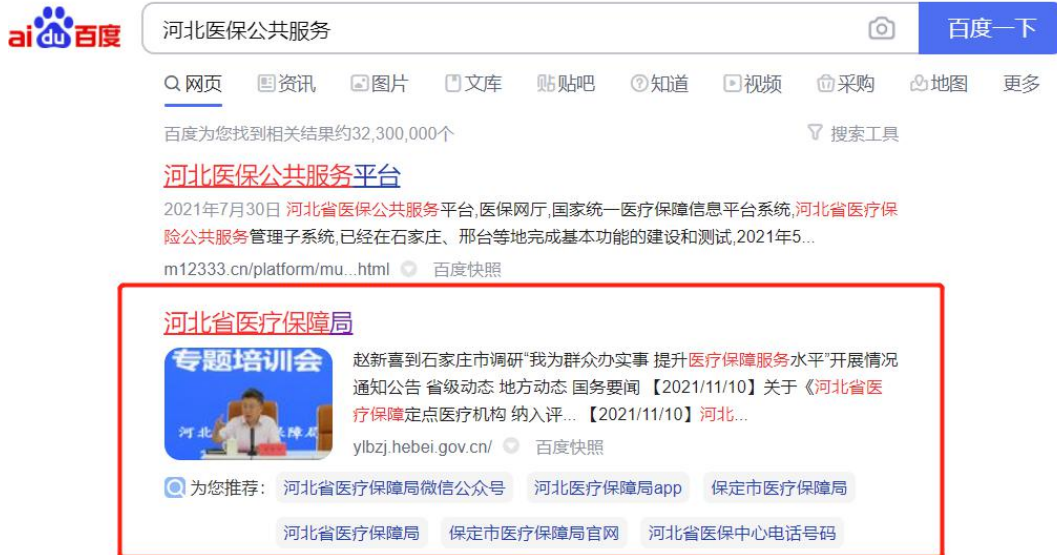 Bai du 百度
河北医保公共服务
百度一下
网页 资讯 图片 文库 贴吧 知道 视频 采购 地图 更多
百度为您找到相关结果约32,300,000个
搜索工具
河北医保公共服务平台
2021年7月30日 河北省医保公共服务平台,医保网厅,国家统一医疗保障信息平台系统,河北省医疗保
险公共服务管理子系统,已经在石家庄、邢台等地完成基本功能的建设和测试,2021年5...
m12333.cn/platform/mu...html 百度快照
河北省医疗保障局
专题培训会
赵新喜到石家庄市调研“我为群众办实事 提升医疗保障服务水平”开展情况
通知公告 省级动态 地方动态 国务要闻 【2021/11/10】关于《河北省医
疗保障定点医疗机构 纳入评... 【2021/11/10】河北...
ylbzj.hebei.gov.cn/ 百度快照
为您推荐: 河北省医疗保障局微信公众号 河北医疗保障局app 保定市医疗保障局
河北省医疗保障局 保定市医疗保障局官网 河北省医保中心电话号码